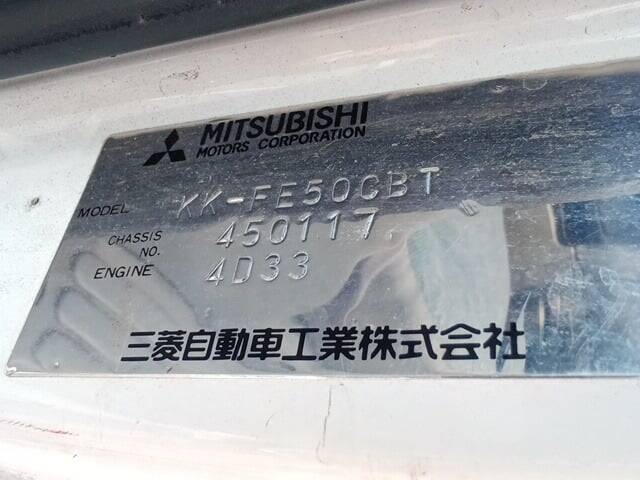 MITSUBISHI
MOTORS CORPORATION
MODEL KK-FE50CBT
CHASSIS NO. 450117
ENGINE 4D33
三菱自動車工業株式会社